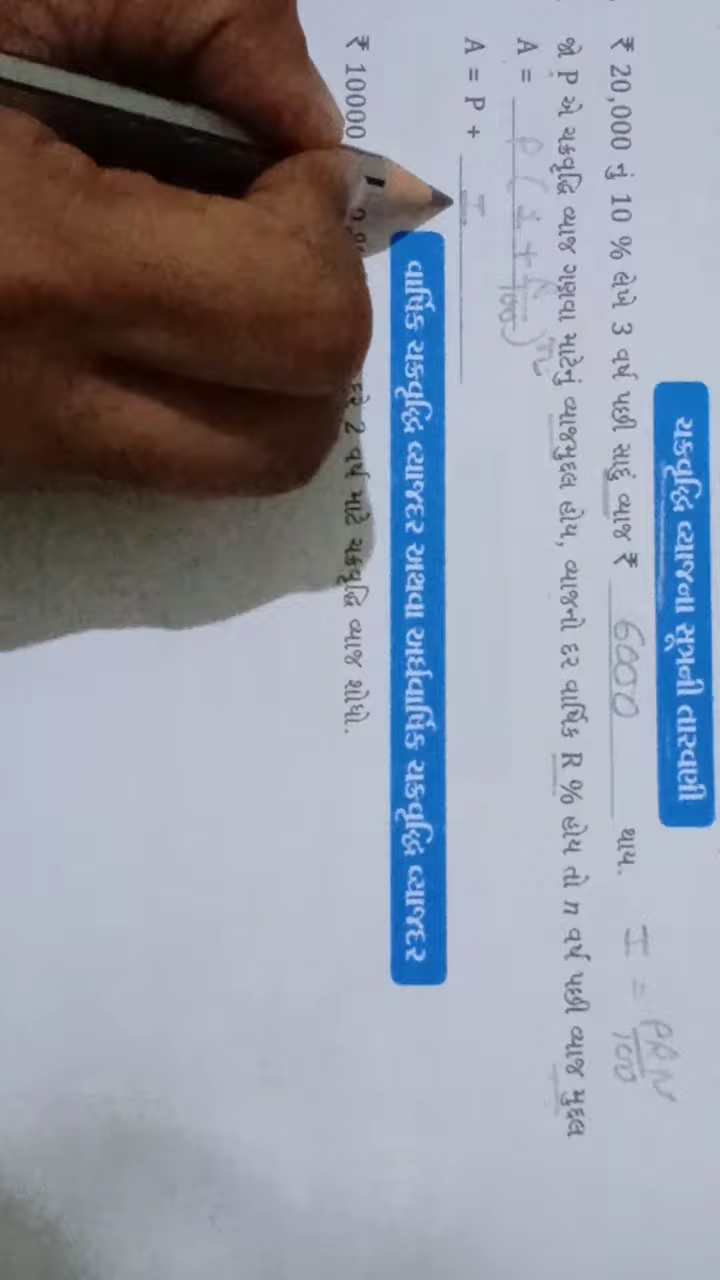 ચક્રવૃદ્ધિ વ્યાજના સૂત્રની તારવણી
₹ 20,000 નું 10 % લેખે 3 વર્ષ પછી સાદું વ્યાજ ₹ 6000 થાય. I = PRN/100
જો P એ ચક્રવૃદ્ધિ વ્યાજ ગણવા માટેનું વ્યાજમુદ્દલ હોય, વ્યાજનો દર વાર્ષિક R % હોય તો n વર્ષ પછી વ્યાજ મુદ્દલ
A = P(1 + R/100)^n
A = P + I
વાર્ષિક ચક્રવૃદ્ધિ વ્યાજદર અથવા અર્ધવાર્ષિક ચક્રવૃદ્ધિ વ્યાજદર
₹ 10000 2 વર્ષ માટે ચક્રવૃદ્ધિ વ્યાજ શોધો.